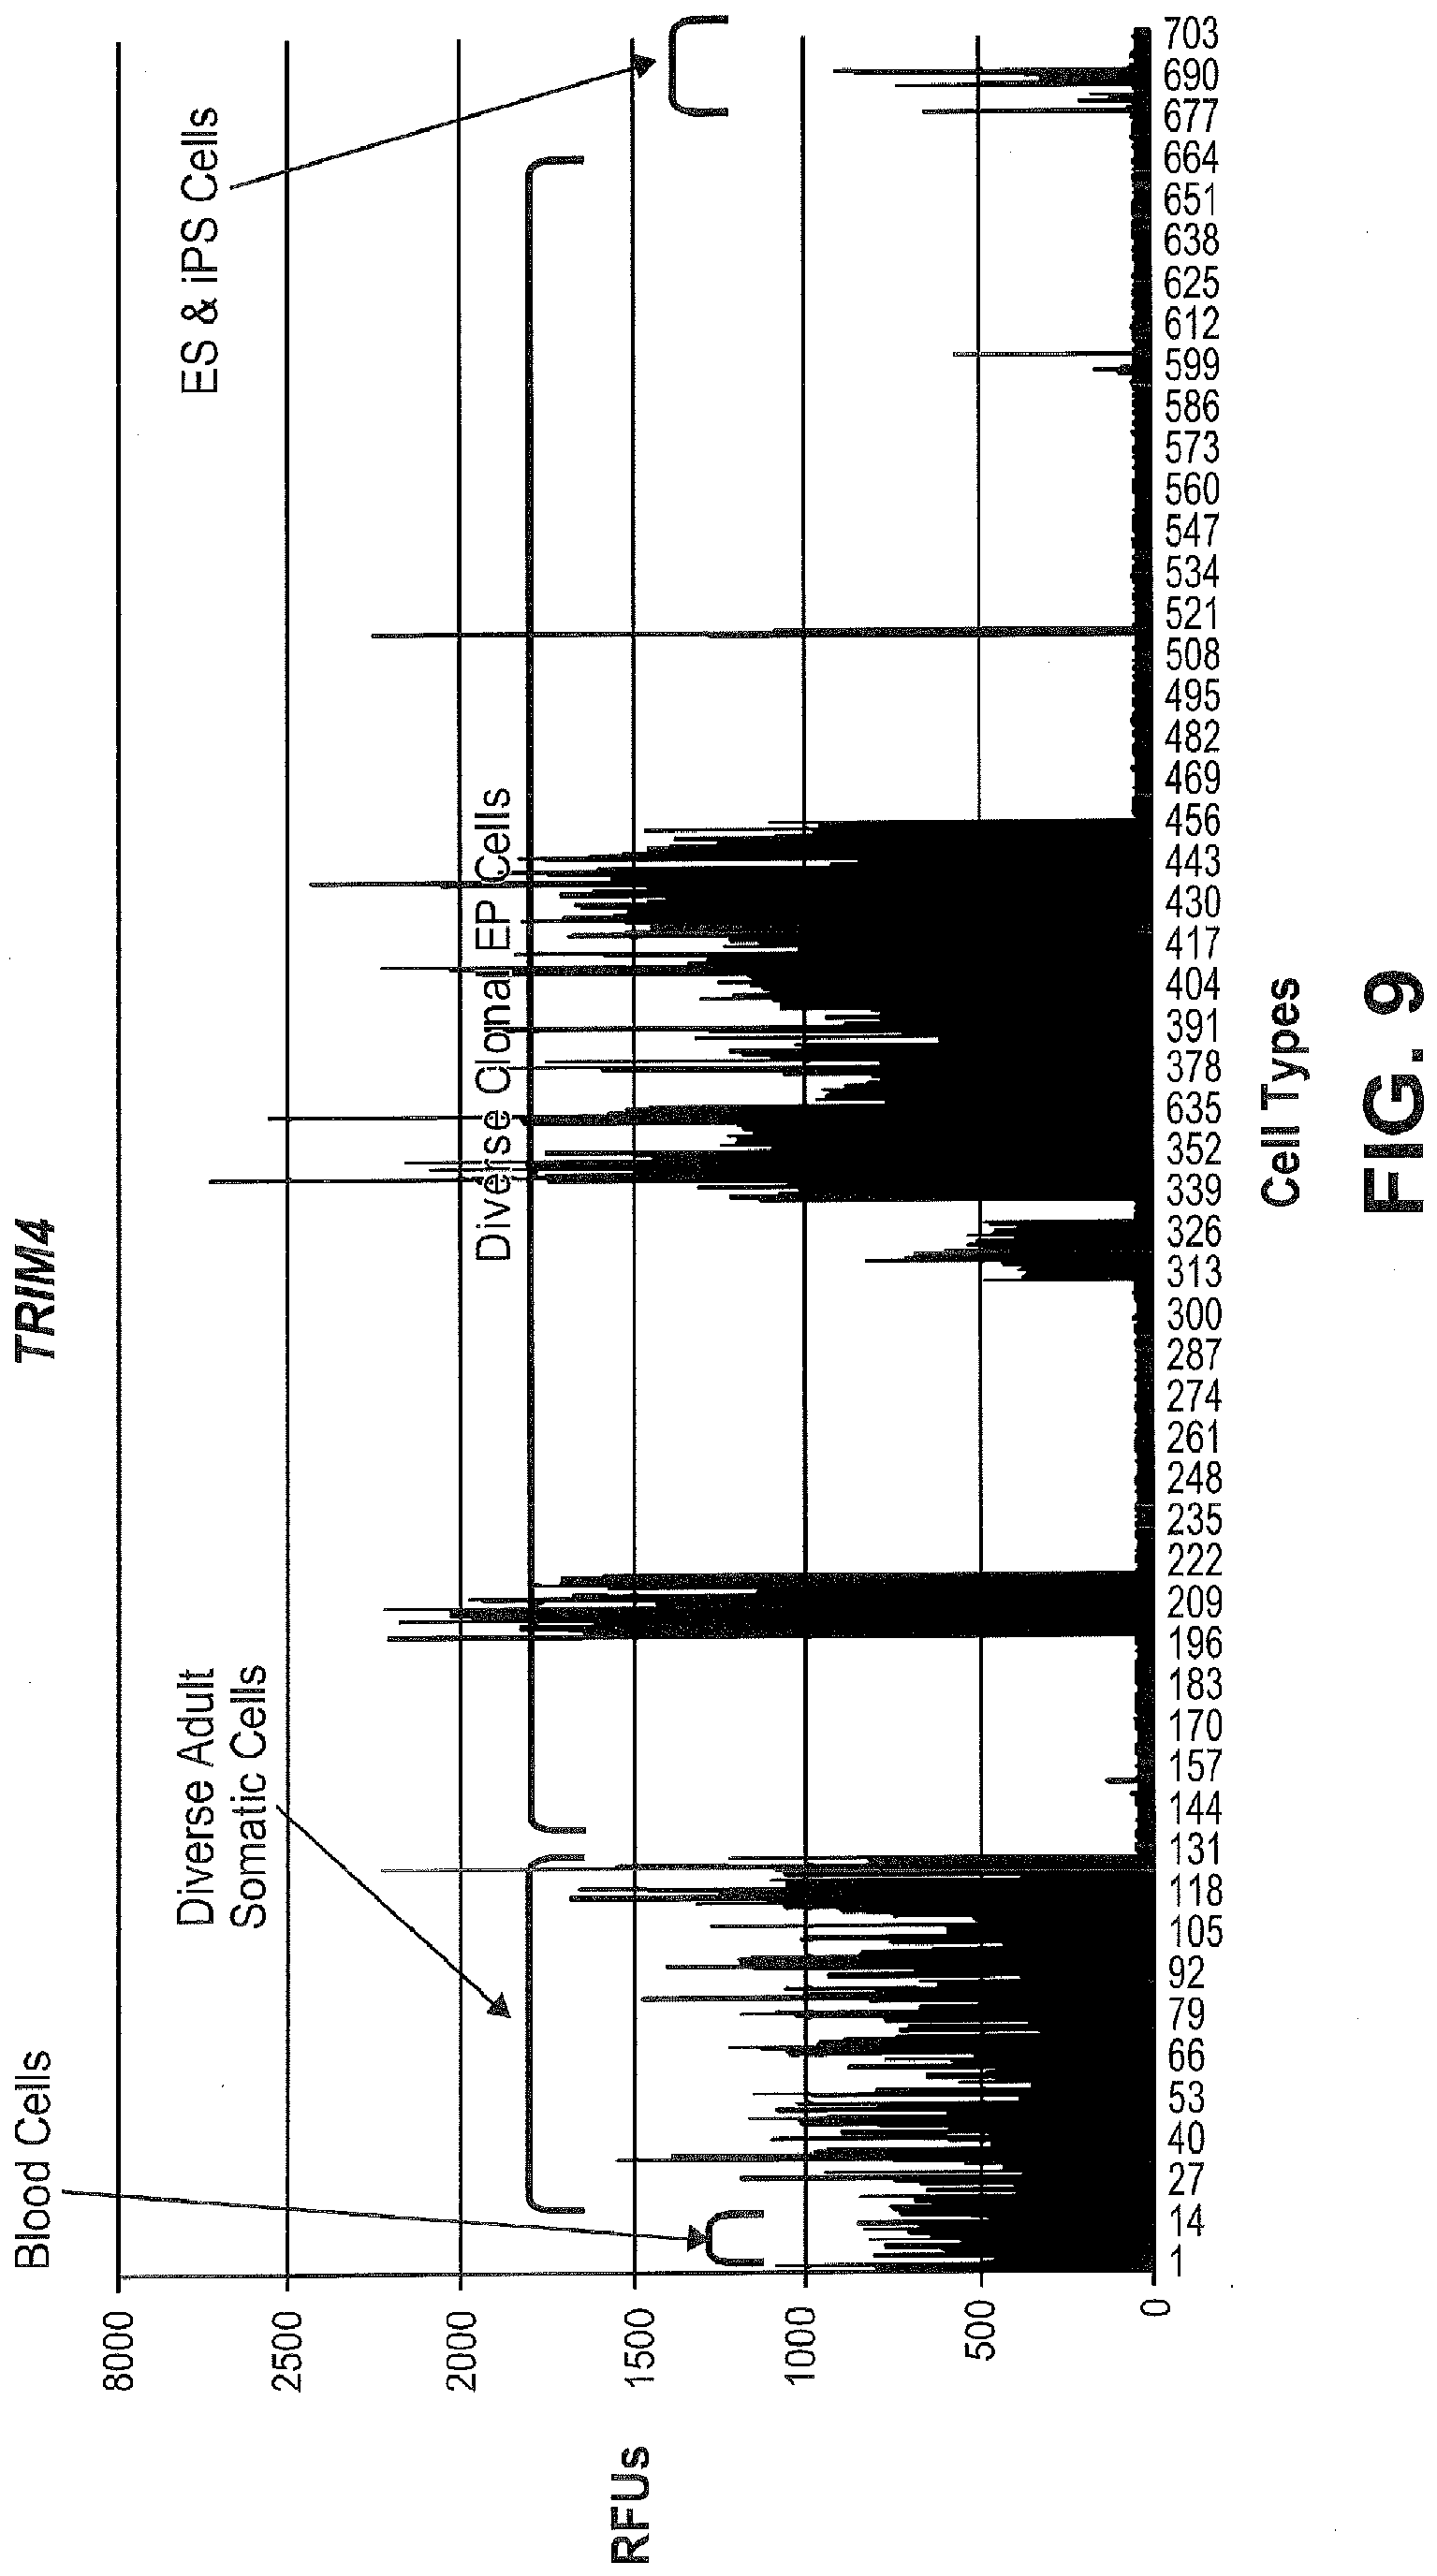 TRIM4
Blood Cells
Diverse Adult
Somatic Cells
ES & iPS Cells
Diverse Clonal EP Cells
RFUs
8000
2500
2000
1500
1000
500
0
1 14 27 40 53 66 79 92 105 118 131 144 157 170 183 196 209 222 235 248 261 274 287 300 313 326 339 352 635 378 391 404 417 430 443 456 469 482 495 508 521 534 547 560 573 586 599 612 625 638 651 664 677 690 703
Cell Types
FIG. 9